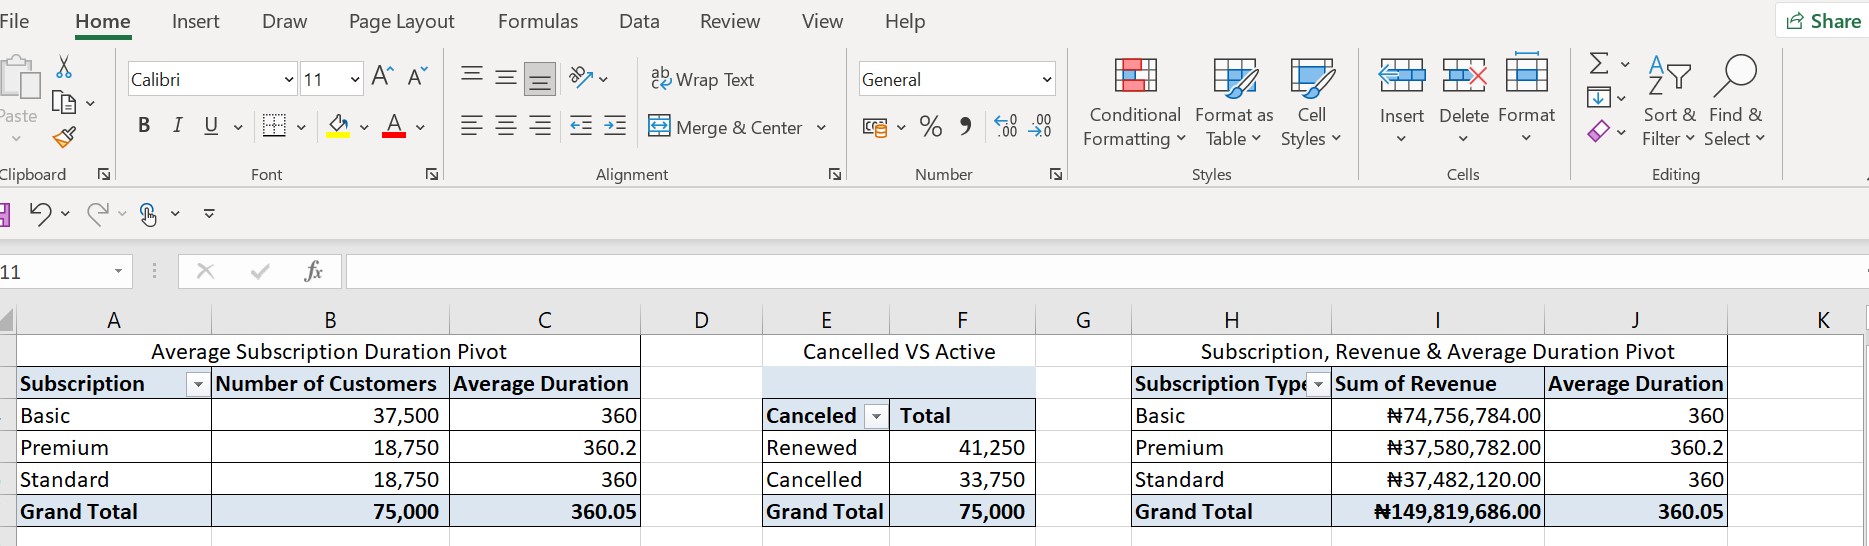 File Home Insert Draw Page Layout Formulas Data Review View Help Share
Calibri 11 A A ab Wrap Text General
Paste Conditional Format as Cell Insert Delete Format Sort & Find &
B I U A Merge & Center % Formatting Table Styles Filter Select
Clipboard Font Alignment Number Styles Cells Editing
11 fx
A B C D E F G H I J K
Average Subscription Duration Pivot Cancelled VS Active Subscription, Revenue & Average Duration Pivot
Subscription Number of Customers Average Duration Subscription Type Sum of Revenue Average Duration
Basic 37,500 360 Canceled Total Basic ₦74,756,784.00 360
Premium 18,750 360.2 Renewed 41,250 Premium ₦37,580,782.00 360.2
Standard 18,750 360 Cancelled 33,750 Standard ₦37,482,120.00 360
Grand Total 75,000 360.05 Grand Total 75,000 Grand Total ₦149,819,686.00 360.05